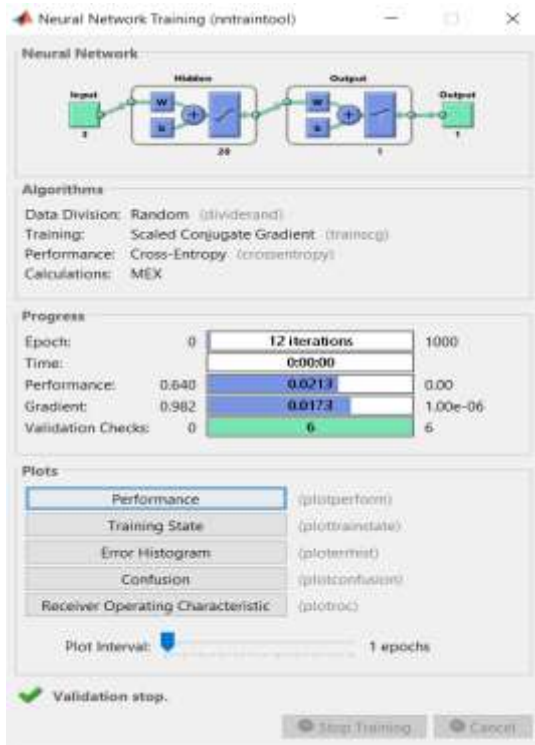 Neural Network Training (nntraintool)
Neural Network
Hidden Output
Input Output
W W
b b
3 20 1 1
Algorithms
Data Division: Random (dividerand)
Training: Scaled Conjugate Gradient (trainscg)
Performance: Cross-Entropy (crossentropy)
Calculations: MEX
Progress
Epoch: 0 12 iterations 1000
Time: 0:00:00
Performance: 0.640 0.0213 0.00
Gradient: 0.982 0.0173 1.00e-06
Validation Checks: 0 6 6
Plots
Performance (plotperform)
Training State (plottrainstate)
Error Histogram (ploterrhist)
Confusion (plotconfusion)
Receiver Operating Characteristic (plotroc)
Plot Interval: 1 epochs
Validation stop.
Stop Training Cancel